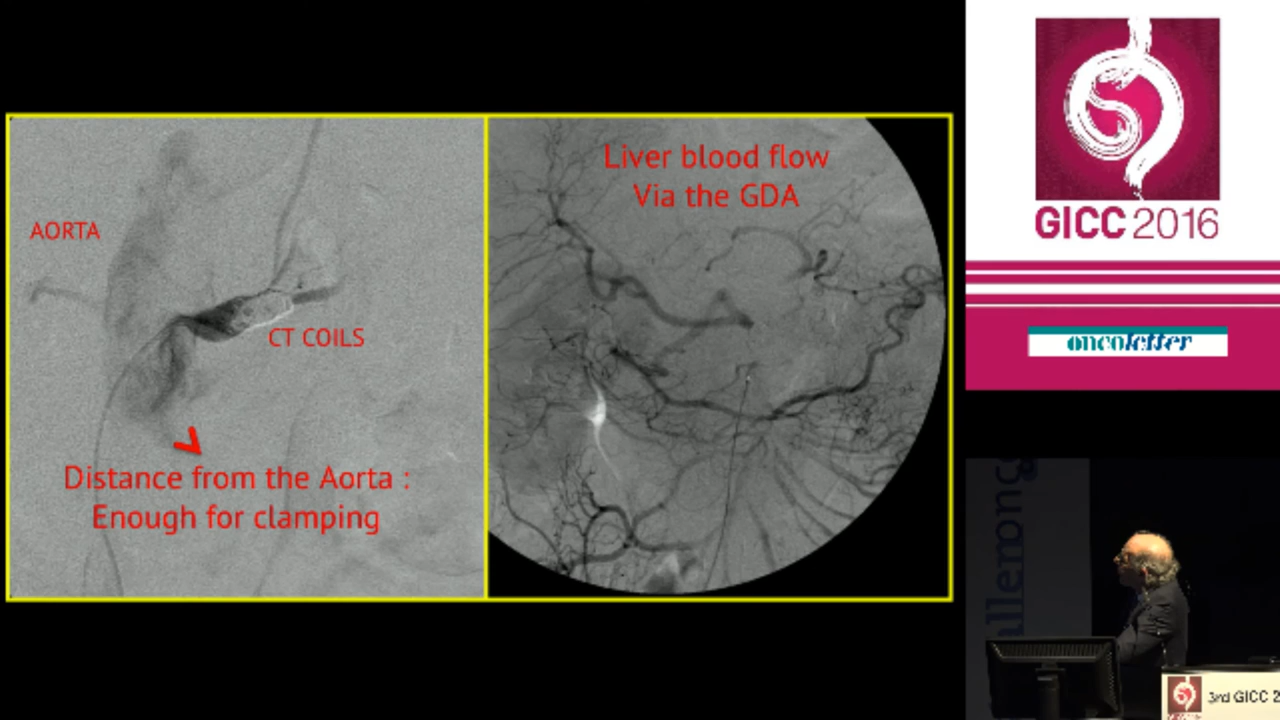 AORTA
CT COILS
Distance from the Aorta :
Enough for clamping
Liver blood flow
Via the GDA
GICC 2016
oncoletter
allemong
3rd GICC 2